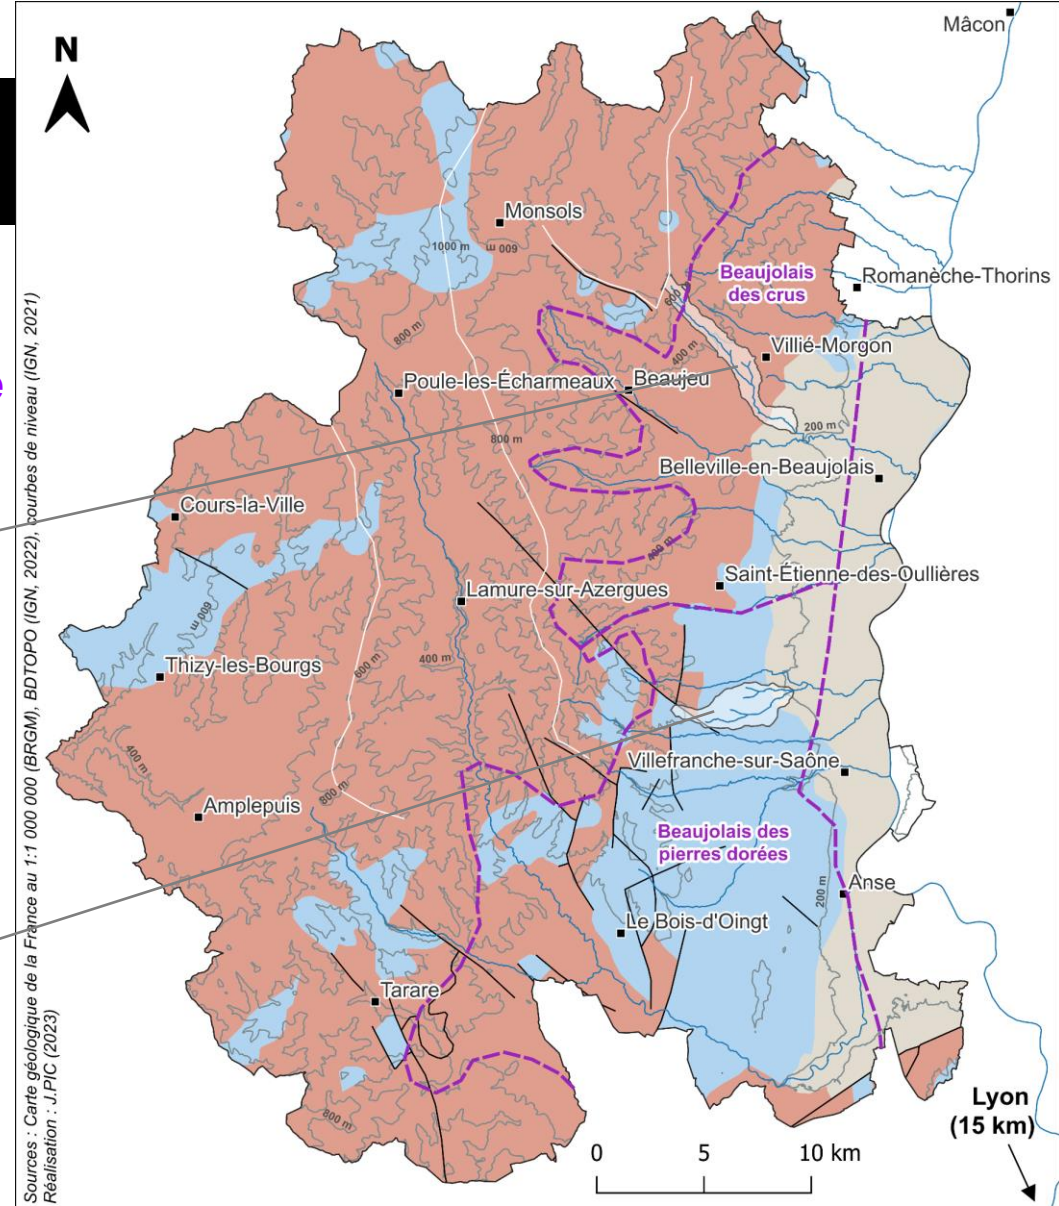 N
Mâcon
Monsols
1000 m
600 m
Beaujolais
des crus
Romanèche-Thorins
600 m
800 m
400 m
Villié-Morgon
Poule-les-Écharmeaux
Beaujeu
e
800 m
200 m
Belleville-en-Beaujolais
Cours-la-Ville
400 m
Saint-Étienne-des-Oullières
Lamure-sur-Azergues
600 m
Thizy-les-Bourgs
600 m
400 m
400 m
Villefranche-sur-Saône
800 m
Amplepuis
Beaujolais des
pierres dorées
200 m
Anse
Le Bois-d'Oingt
Tarare
800 m
Lyon
(15 km)
0 5 10 km
Sources : Carte géologique de la France au 1:1 000 000 (BRGM), BDTOPO (IGN, 2022), courbes de niveau (IGN, 2021)
Réalisation : J.PIC (2023)